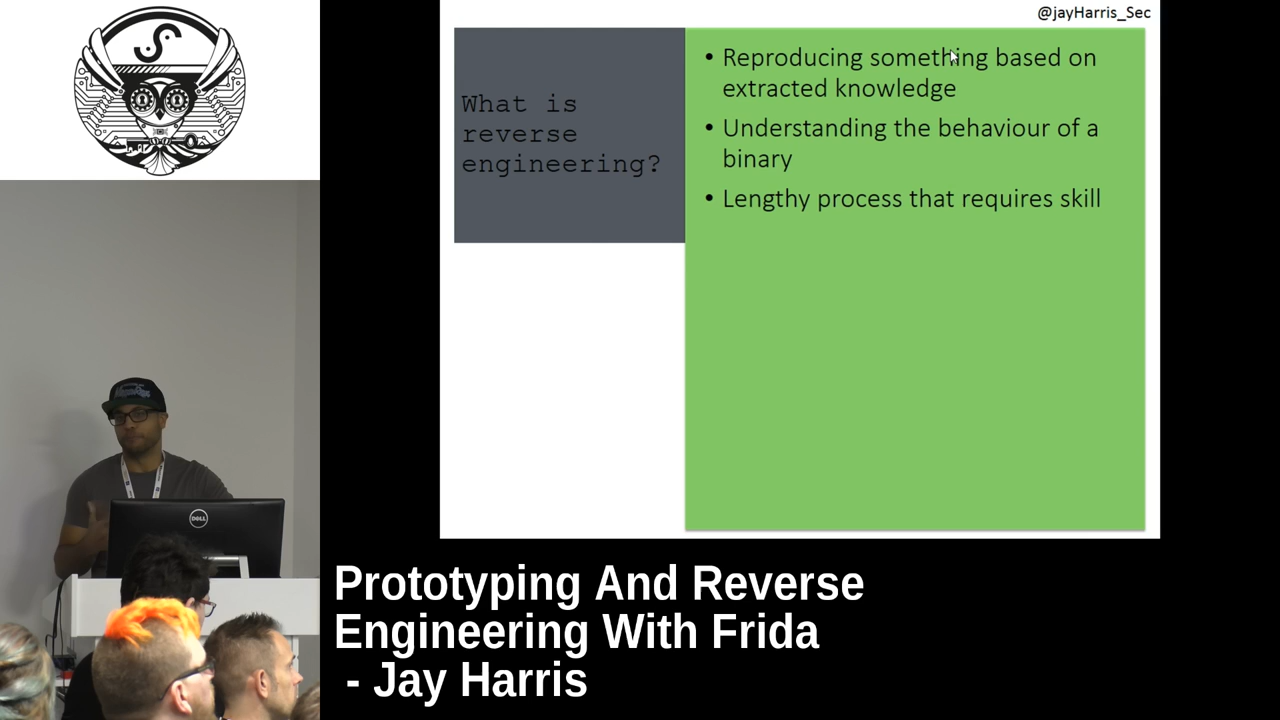 @jayHarris_Sec
What is
reverse
engineering?
• Reproducing something based on
extracted knowledge
• Understanding the behaviour of a
binary
• Lengthy process that requires skill
DELL
Prototyping And Reverse
Engineering With Frida
- Jay Harris